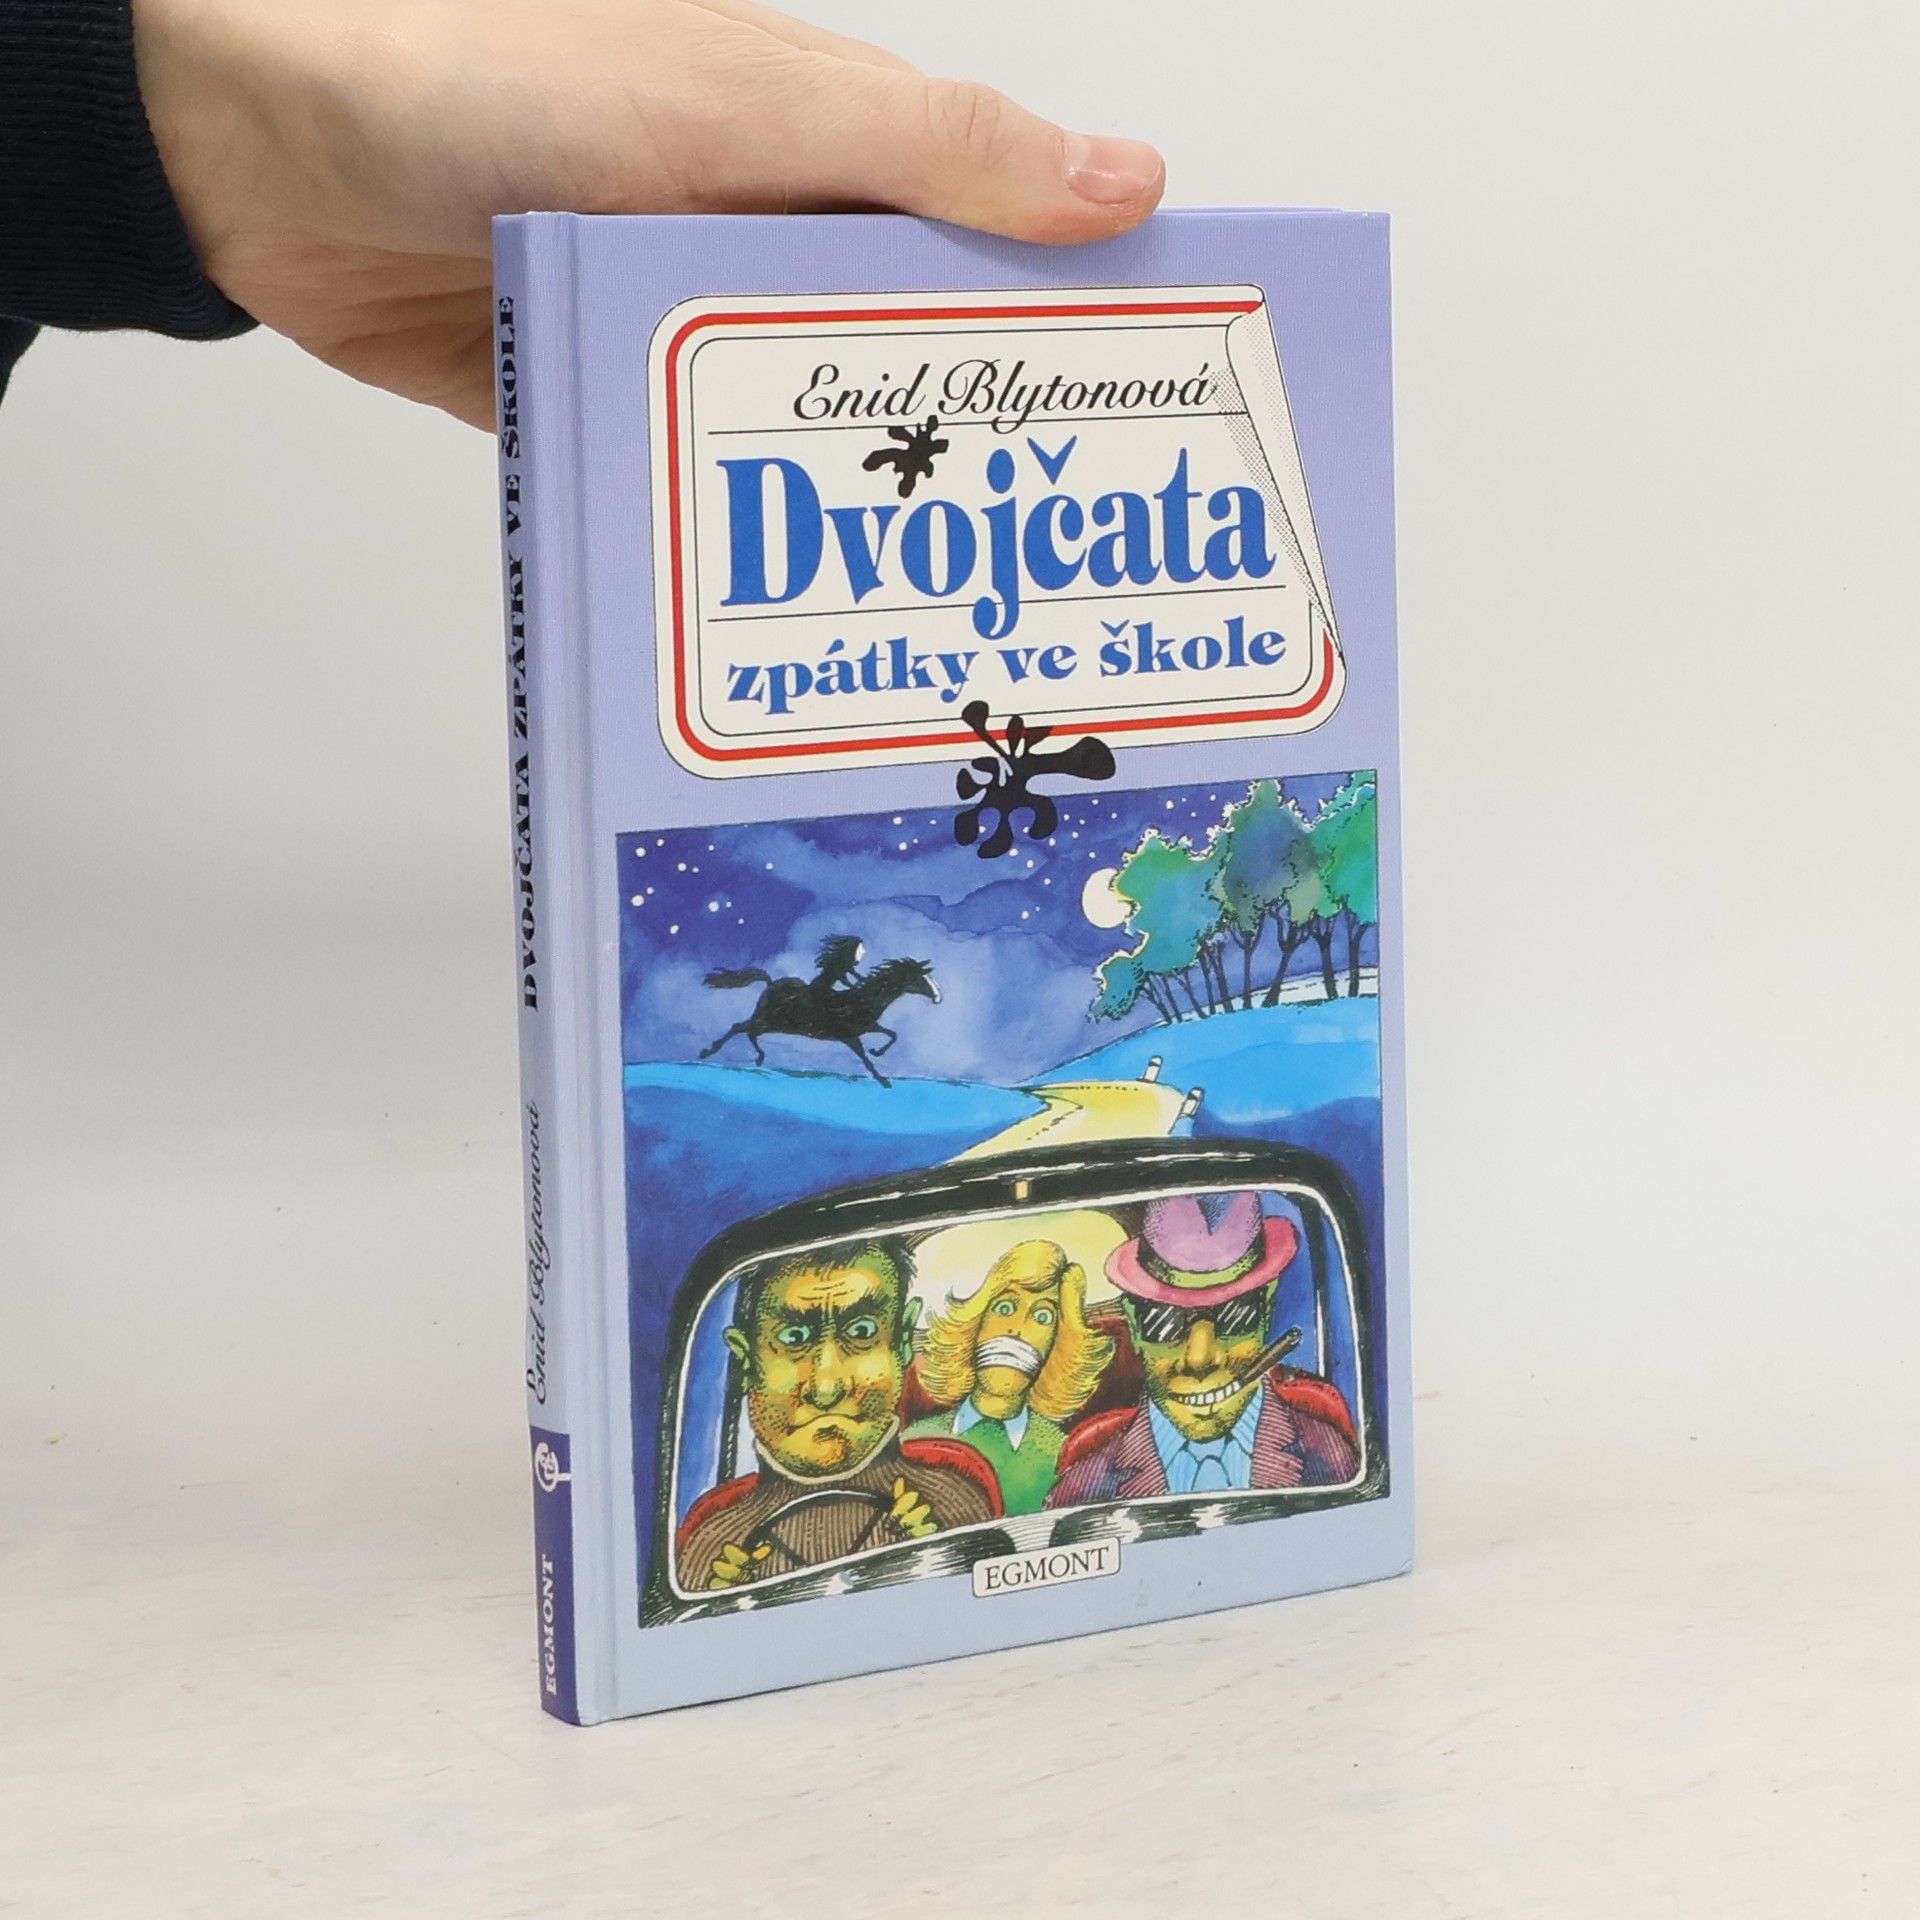 Enid Blytonová
Dvojčata
zpátky ve škole
EGMONT
DVOJČATA ZPÁTKY VE ŠKOLE
Enid Blytonová
EGMONT